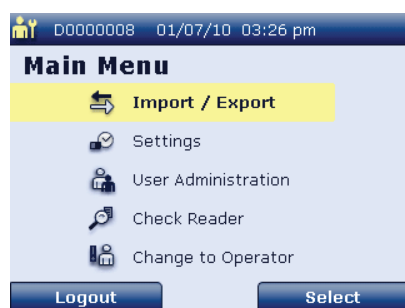 D0000008 01/07/10 03:26 pm
Main Menu
Import / Export
Settings
User Administration
Check Reader
Change to Operator
Logout Select